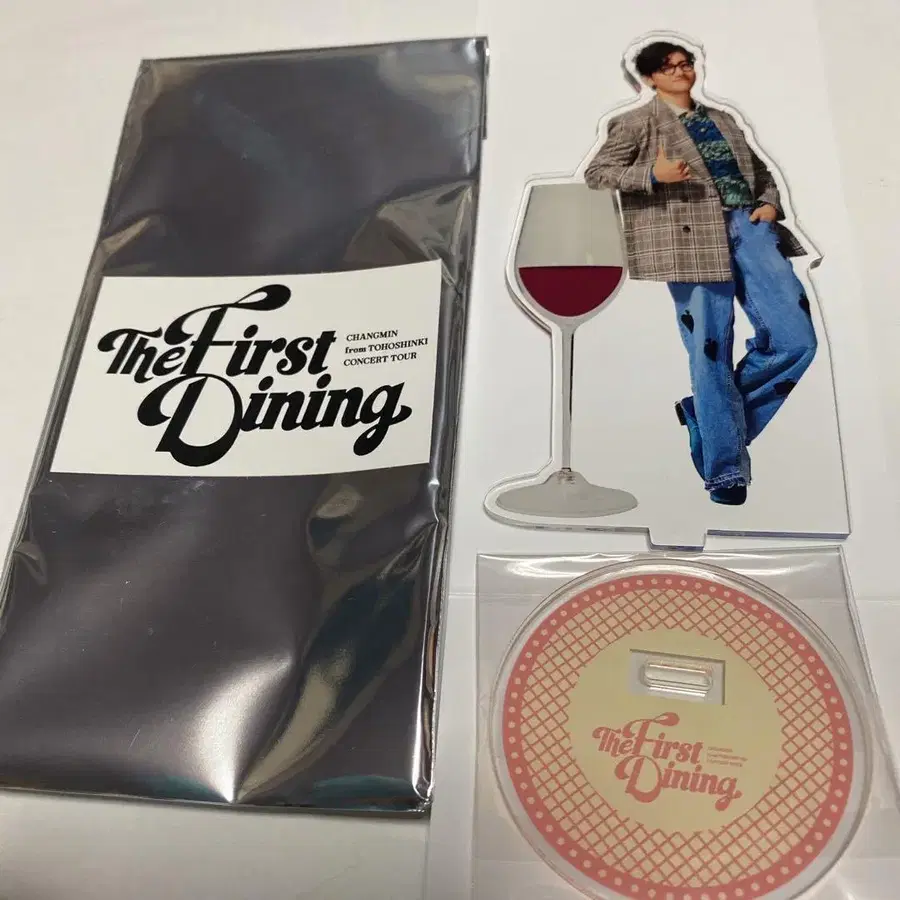 The First
Dining
CHANGMIN
from TOHOSHINKI
CONCERT TOUR
The First
Dining